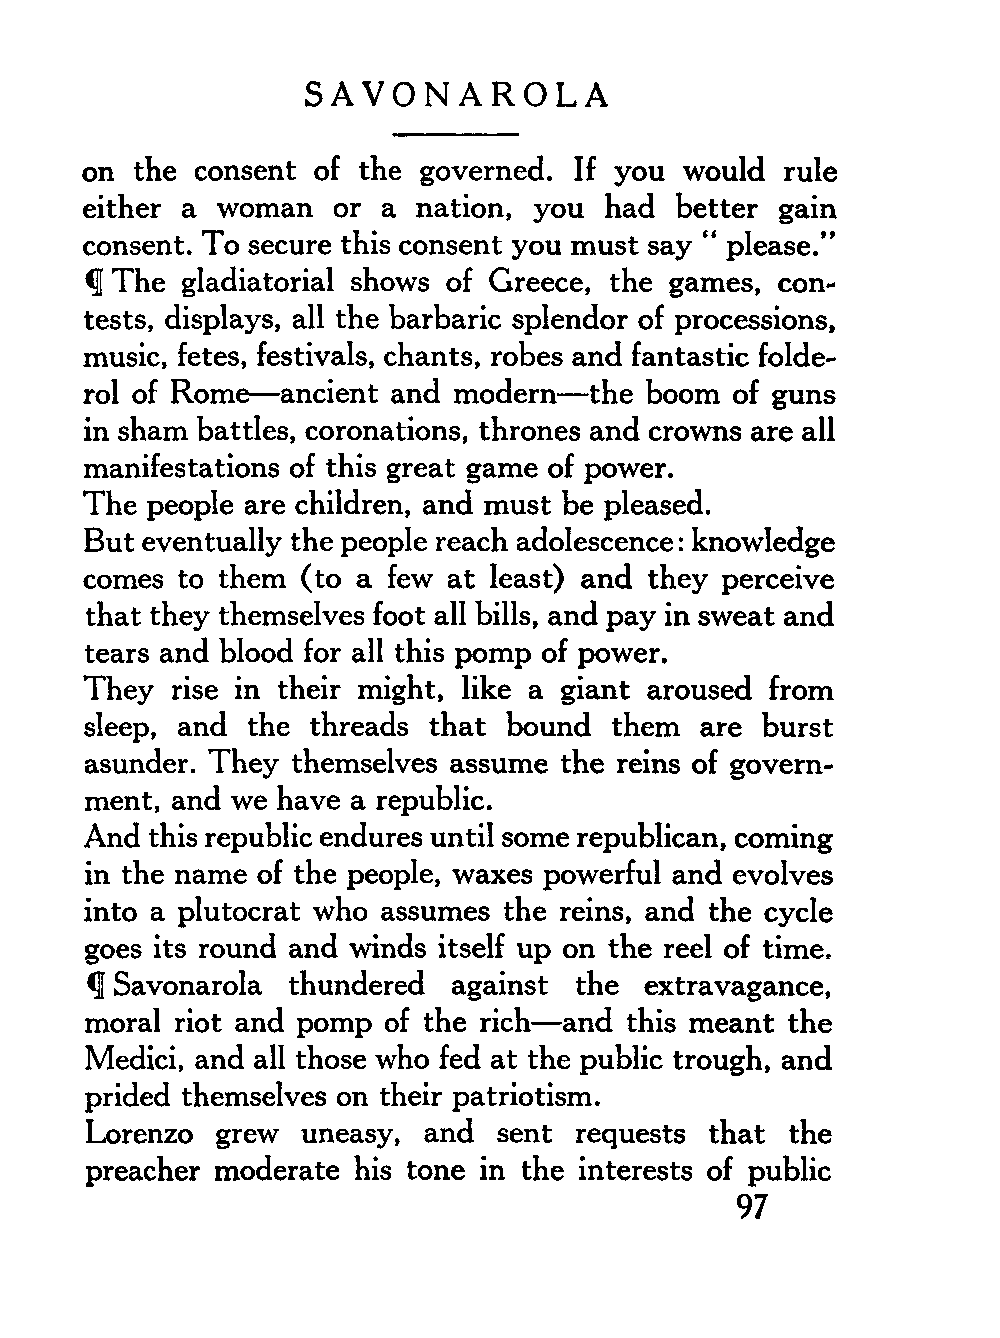 SAVONAROLA
on the consent of the governed. If you would rule
either a woman or a nation, you had better gain
consent. To secure this consent you must say “ please.”
¶ The gladiatorial shows of Greece, the games, con-
tests, displays, all the barbaric splendor of processions,
music, fetes, festivals, chants, robes and fantastic folde-
rol of Rome—ancient and modern—the boom of guns
in sham battles, coronations, thrones and crowns are all
manifestations of this great game of power.
The people are children, and must be pleased.
But eventually the people reach adolescence: knowledge
comes to them (to a few at least) and they perceive
that they themselves foot all bills, and pay in sweat and
tears and blood for all this pomp of power.
They rise in their might, like a giant aroused from
sleep, and the threads that bound them are burst
asunder. They themselves assume the reins of govern-
ment, and we have a republic.
And this republic endures until some republican, coming
in the name of the people, waxes powerful and evolves
into a plutocrat who assumes the reins, and the cycle
goes its round and winds itself up on the reel of time.
¶ Savonarola thundered against the extravagance,
moral riot and pomp of the rich—and this meant the
Medici, and all those who fed at the public trough, and
prided themselves on their patriotism.
Lorenzo grew uneasy, and sent requests that the
preacher moderate his tone in the interests of public
97